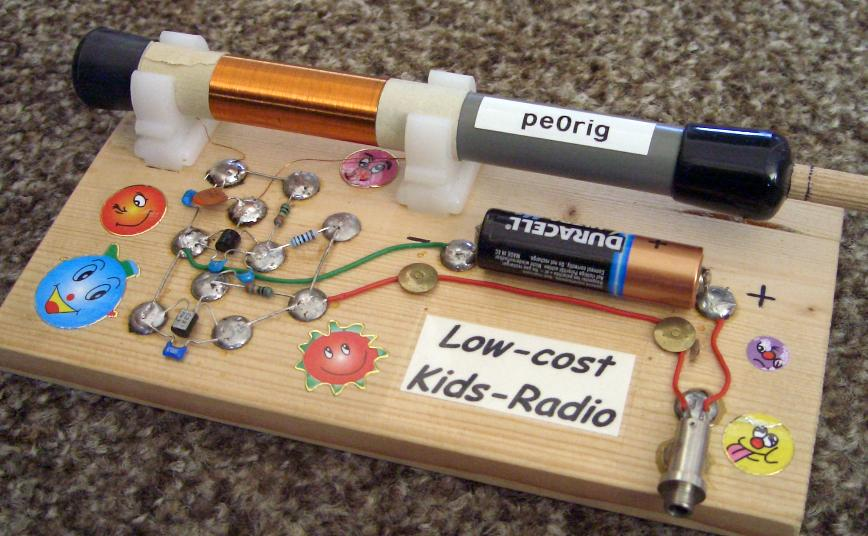 pe0rig
DURACELL®
-
+
+
Low-cost
Kids-Radio